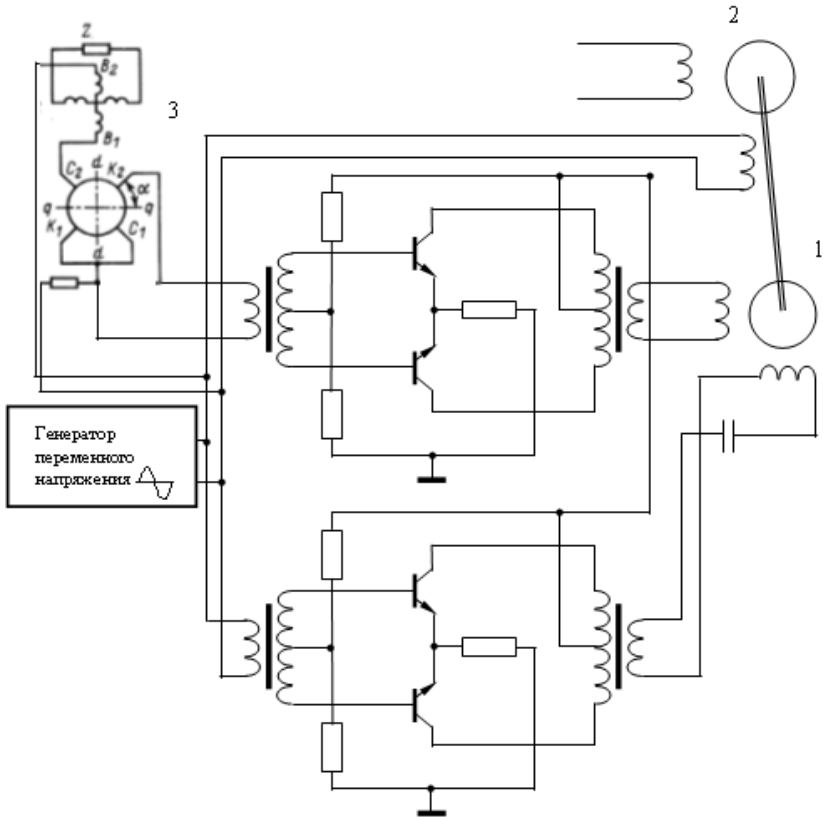 2
Z
B₂
3
B₁
C₂ d K₂
α
q q
K₁ C₁
d
1
Генератор
переменного
напряжения